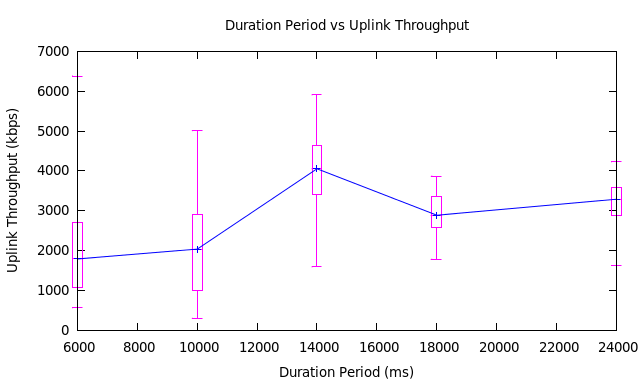 Duration Period vs Uplink Throughput
7000
6000
5000
4000
3000
2000
1000
0
Uplink Throughput (kbps)
6000 8000 10000 12000 14000 16000 18000 20000 22000 24000
Duration Period (ms)